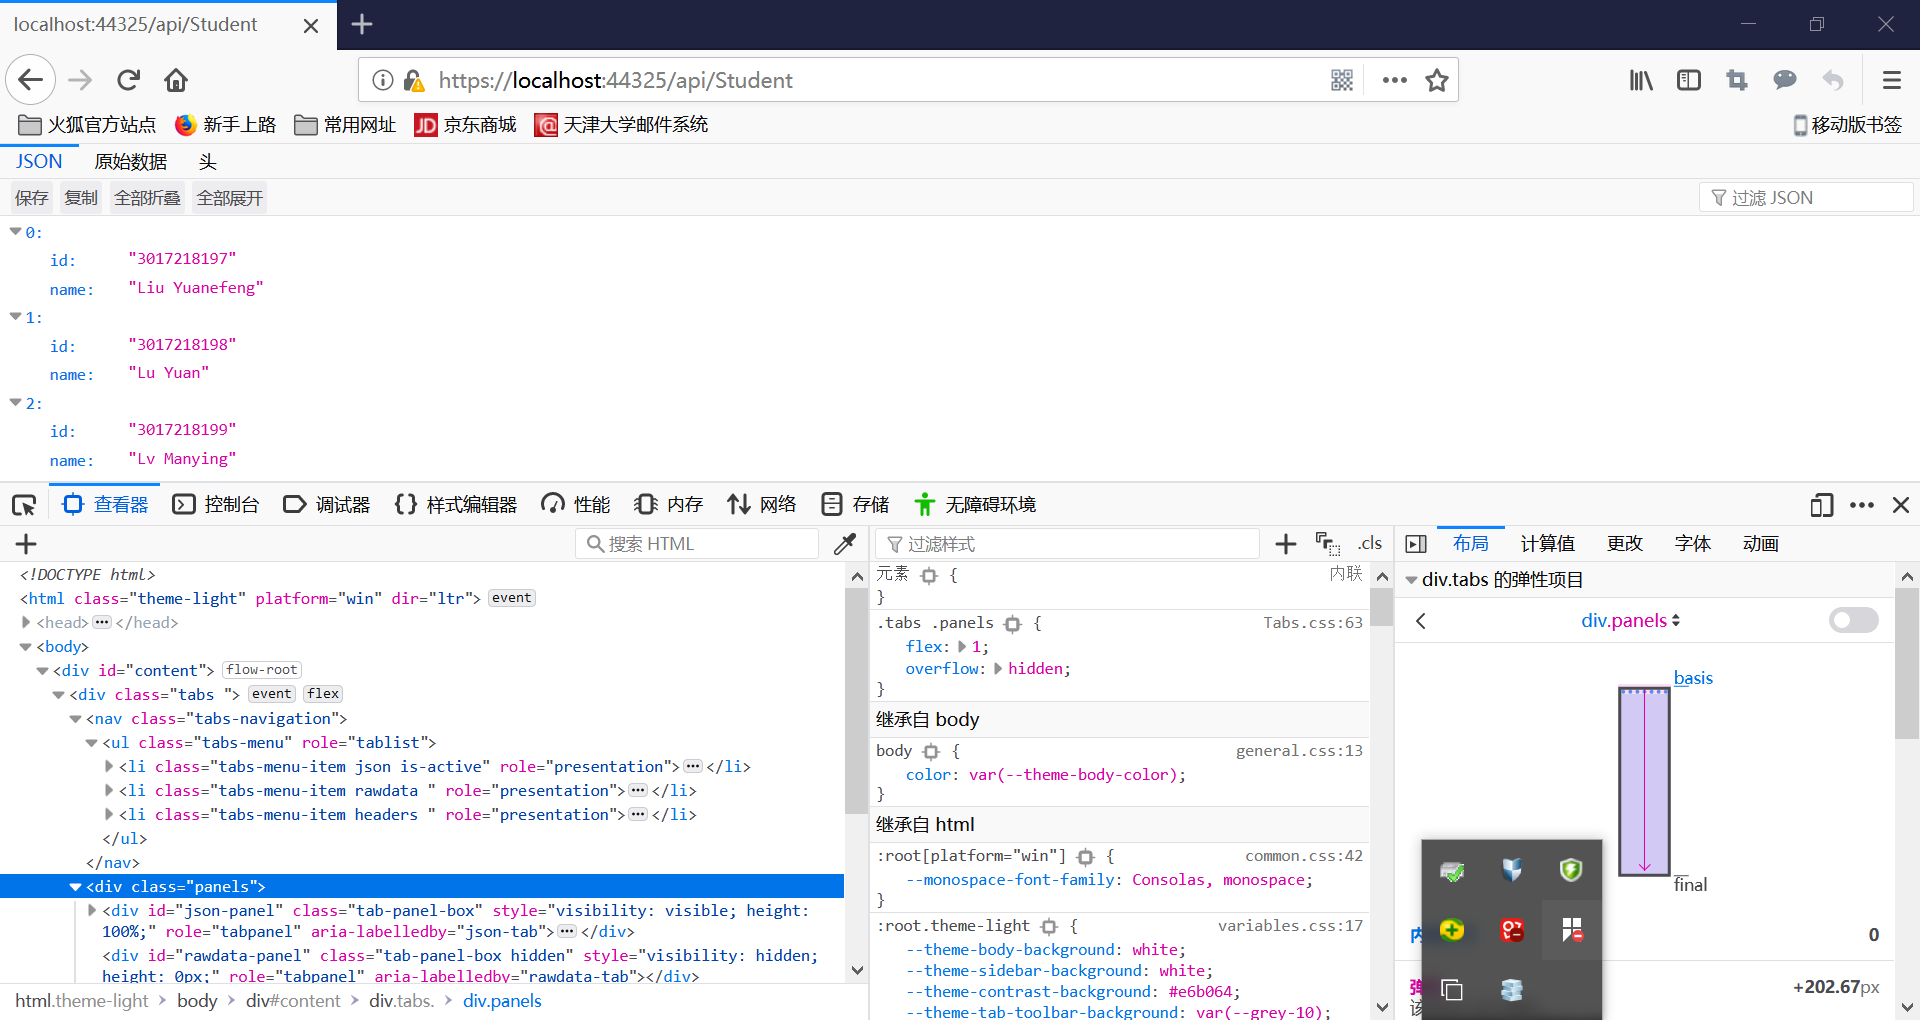 localhost:44325/api/Student
https://localhost:44325/api/Student
火狐官方站点 新手上路 常用网址 JD 京东商城 @ 天津大学邮件系统 移动版书签
JSON 原始数据 头
保存 复制 全部折叠 全部展开 过滤 JSON
0:
id: "3017218197"
name: "Liu Yuanefeng"
1:
id: "3017218198"
name: "Lu Yuan"
2:
id: "3017218199"
name: "Lv Manying"
查看器 控制台 调试器 样式编辑器 性能 内存 网络 存储 无障碍环境
搜索 HTML
<!DOCTYPE html>
<html class="theme-light" platform="win" dir="ltr"> event
<head> ••• </head>
<body>
<div id="content"> flow-root
<div class="tabs "> event flex
<nav class="tabs-navigation">
<ul class="tabs-menu" role="tablist">
<li class="tabs-menu-item json is-active" role="presentation"> ••• </li>
<li class="tabs-menu-item rawdata " role="presentation"> ••• </li>
<li class="tabs-menu-item headers " role="presentation"> ••• </li>
</ul>
</nav>
<div class="panels">
<div id="json-panel" class="tab-panel-box" style="visibility: visible; height:
100%;" role="tabpanel" aria-labelledby="json-tab"> ••• </div>
<div id="rawdata-panel" class="tab-panel-box hidden" style="visibility: hidden;
height: 0px;" role="tabpanel" aria-labelledby="rawdata-tab"></div>
html.theme-light body div#content div.tabs. div.panels
过滤样式 .cls
元素 { 内联
}
.tabs .panels { Tabs.css:63
flex: 1;
overflow: hidden;
}
继承自 body
body { general.css:13
color: var(--theme-body-color);
}
继承自 html
:root[platform="win"] { common.css:42
--monospace-font-family: Consolas, monospace;
}
:root.theme-light { variables.css:17
--theme-body-background: white;
--theme-sidebar-background: white;
--theme-contrast-background: #e6b064;
--theme-tab-toolbar-background: var(--grey-10);
布局 计算值 更改 字体 动画
div.tabs 的弹性项目
div.panels
basis
final
0
+202.67px